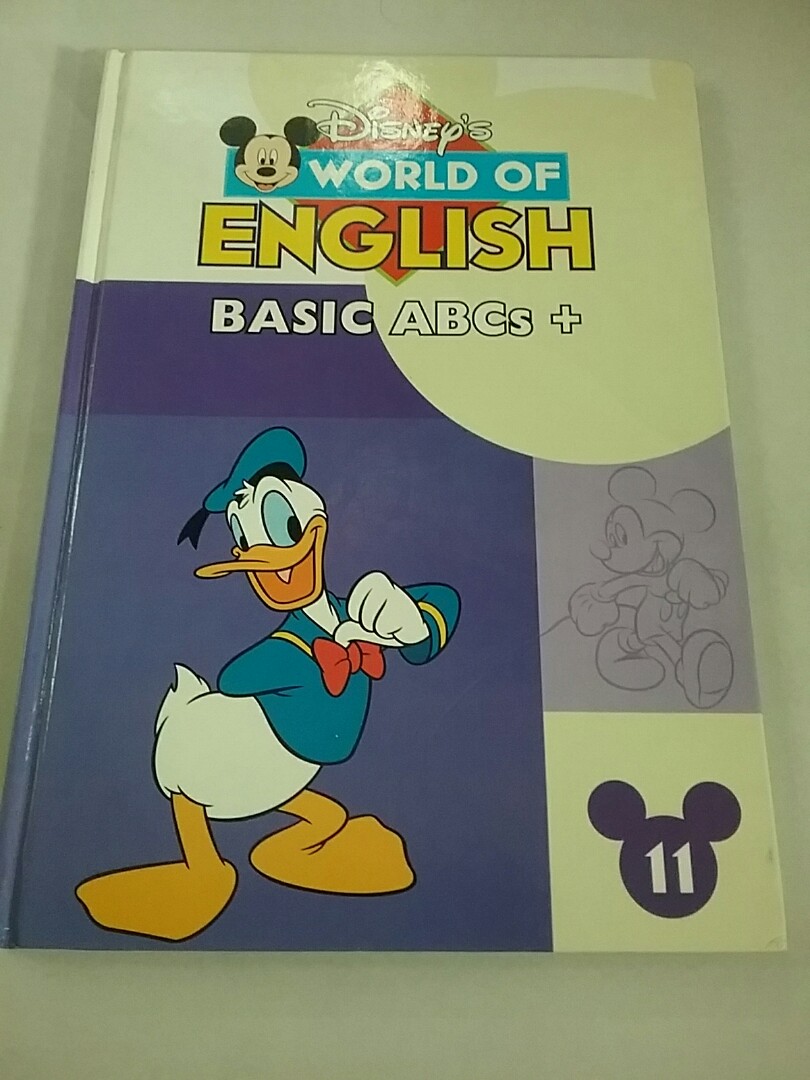 Disney's
WORLD OF
ENGLISH
BASIC ABCs +
11